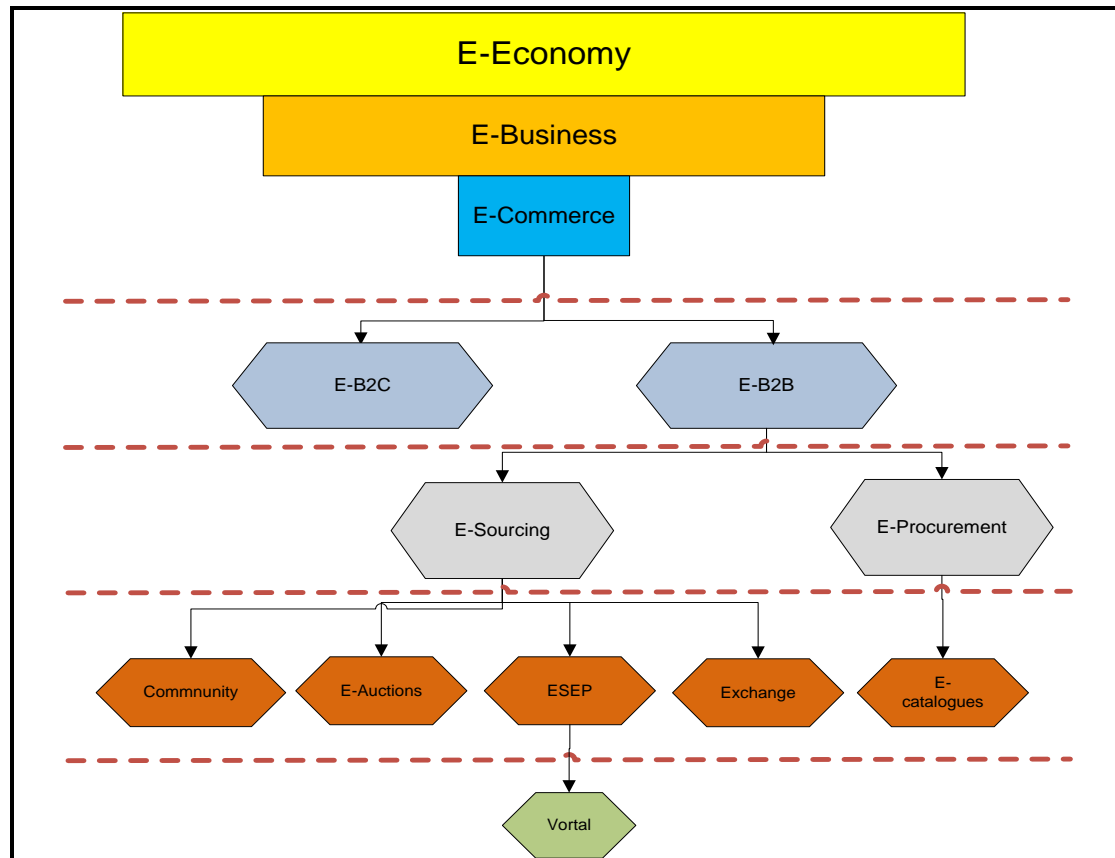 E-Economy
E-Business
E-Commerce
E-B2C
E-B2B
E-Sourcing
E-Procurement
Commnunity
E-Auctions
ESEP
Exchange
E-
catalogues
Vortal